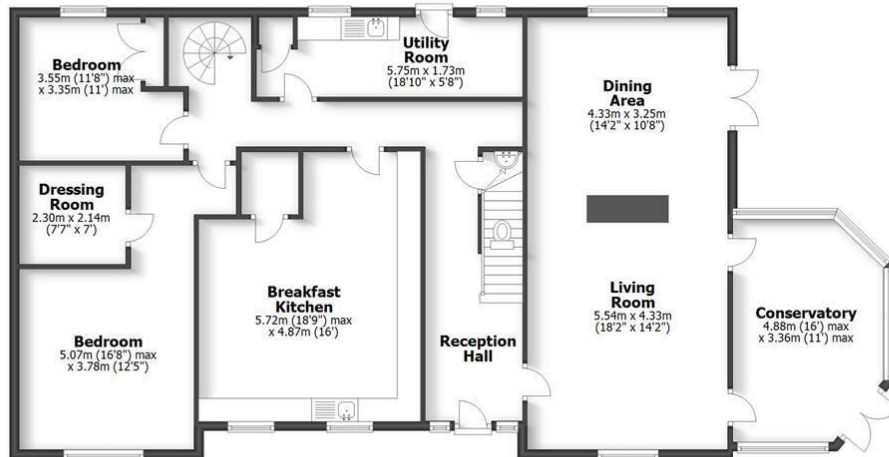 Bedroom
3.55m (11'8") max
x 3.35m (11') max
Utility
Room
5.75m x 1.73m
(18'10" x 5'8")
Dining
Area
4.33m x 3.25m
(14'2" x 10'8")
Dressing
Room
2.30m x 2.14m
(7'7" x 7')
Breakfast
Kitchen
5.72m (18'9") max
x 4.87m (16')
Living
Room
5.54m x 4.33m
(18'2" x 14'2")
Conservatory
4.88m (16') max
x 3.36m (11') max
Bedroom
5.07m (16'8") max
x 3.78m (12'5")
Reception
Hall